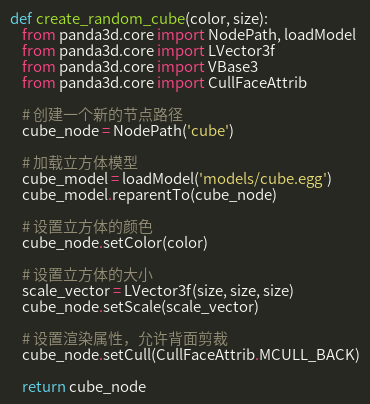 def create_random_cube(color, size):
from panda3d.core import NodePath, loadModel
from panda3d.core import LVector3f
from panda3d.core import VBase3
from panda3d.core import CullFaceAttrib
# 创建一个新的节点路径
cube_node = NodePath('cube')
# 加载立方体模型
cube_model = loadModel('models/cube.egg')
cube_model.reparentTo(cube_node)
# 设置立方体的颜色
cube_node.setColor(color)
# 设置立方体的大小
scale_vector = LVector3f(size, size, size)
cube_node.setScale(scale_vector)
# 设置渲染属性，允许背面剪裁
cube_node.setCull(CullFaceAttrib.MCULL_BACK)
return cube_node